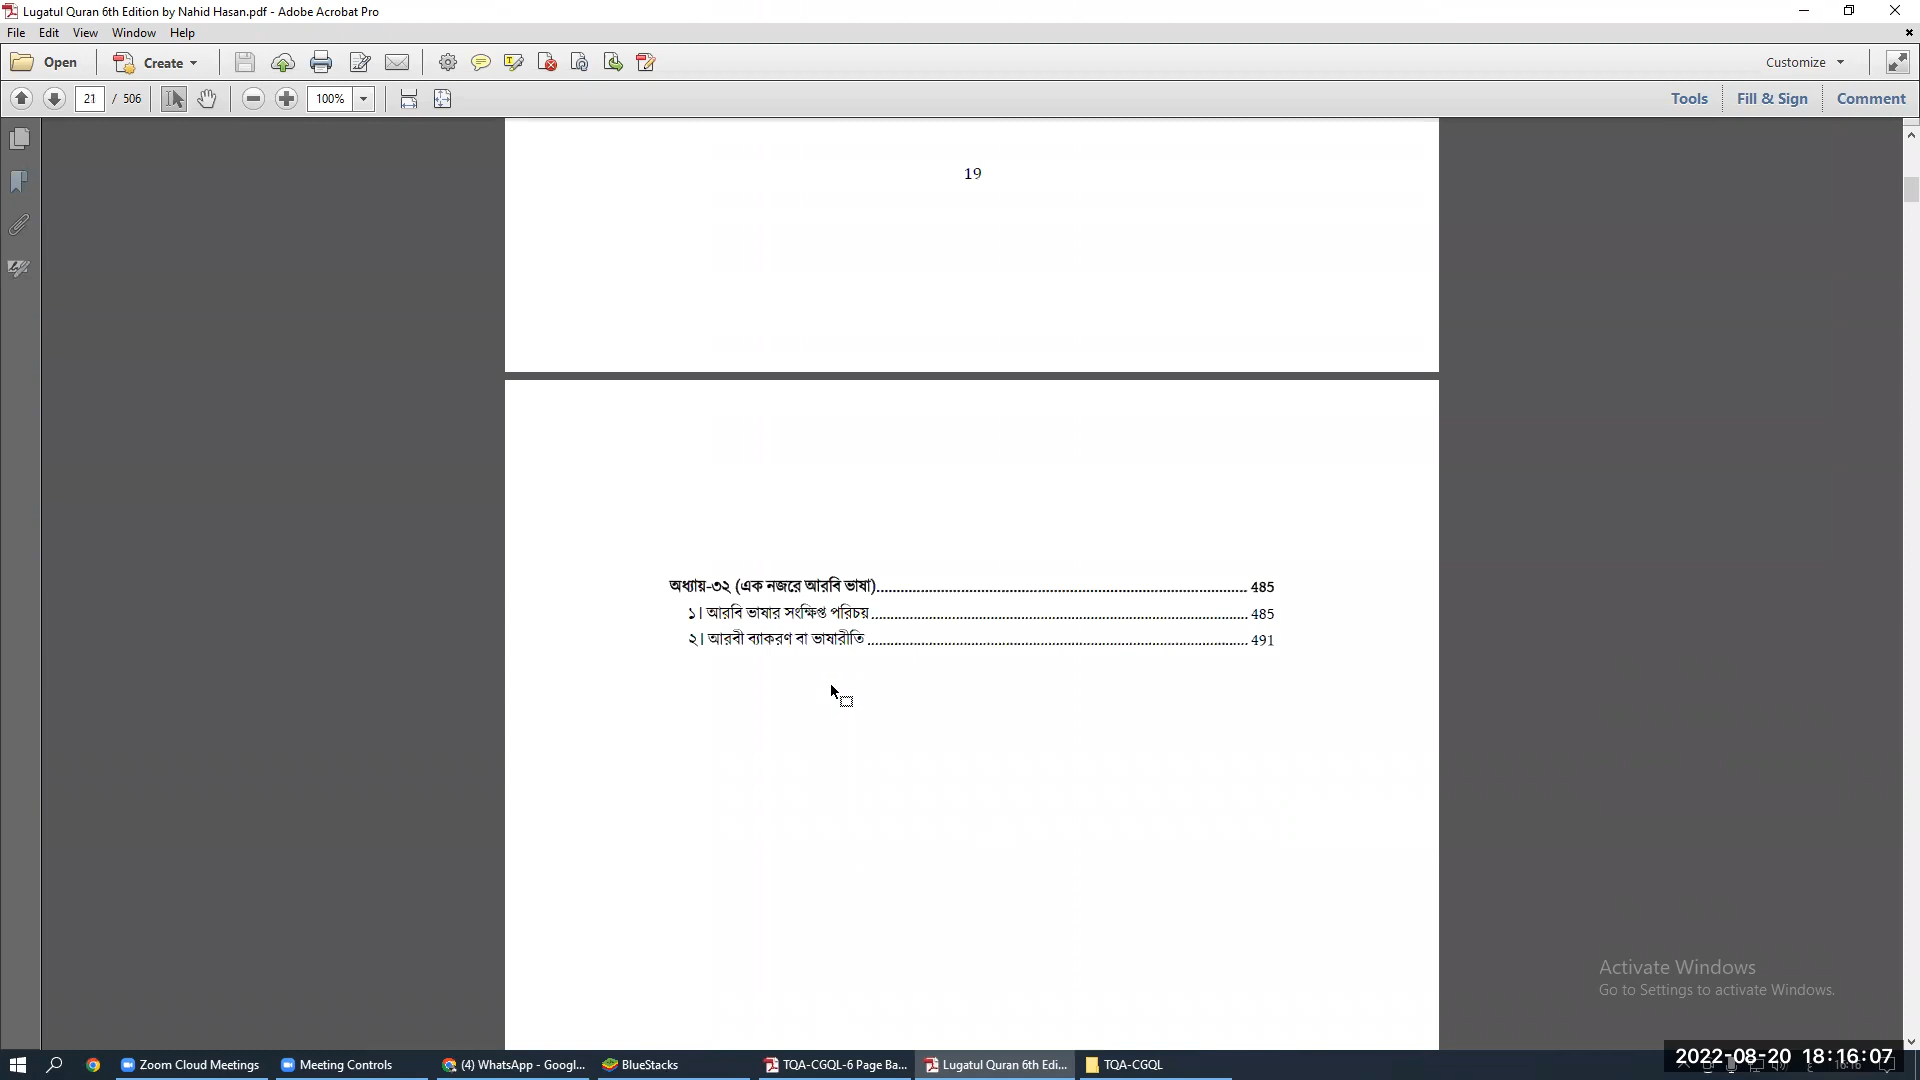 Lugatul Quran 6th Edition by Nahid Hasan.pdf - Adobe Acrobat Pro
File Edit View Window Help
Open Create Customize
21 / 506 100% Tools Fill & Sign Comment
19
অধ্যায়-৩২ (এক নজরে আরবি ভাষা) 485
১। আরবি ভাষার সংক্ষিপ্ত পরিচয় 485
২। আরবী ব্যাকরণ বা ভাষারীতি 491
Activate Windows
Go to Settings to activate Windows.
Zoom Cloud Meetings Meeting Controls (4) WhatsApp - Googl... BlueStacks TQA-CGQL-6 Page Ba... Lugatul Quran 6th Edi... TQA-CGQL
2022-08-20 18:16:07